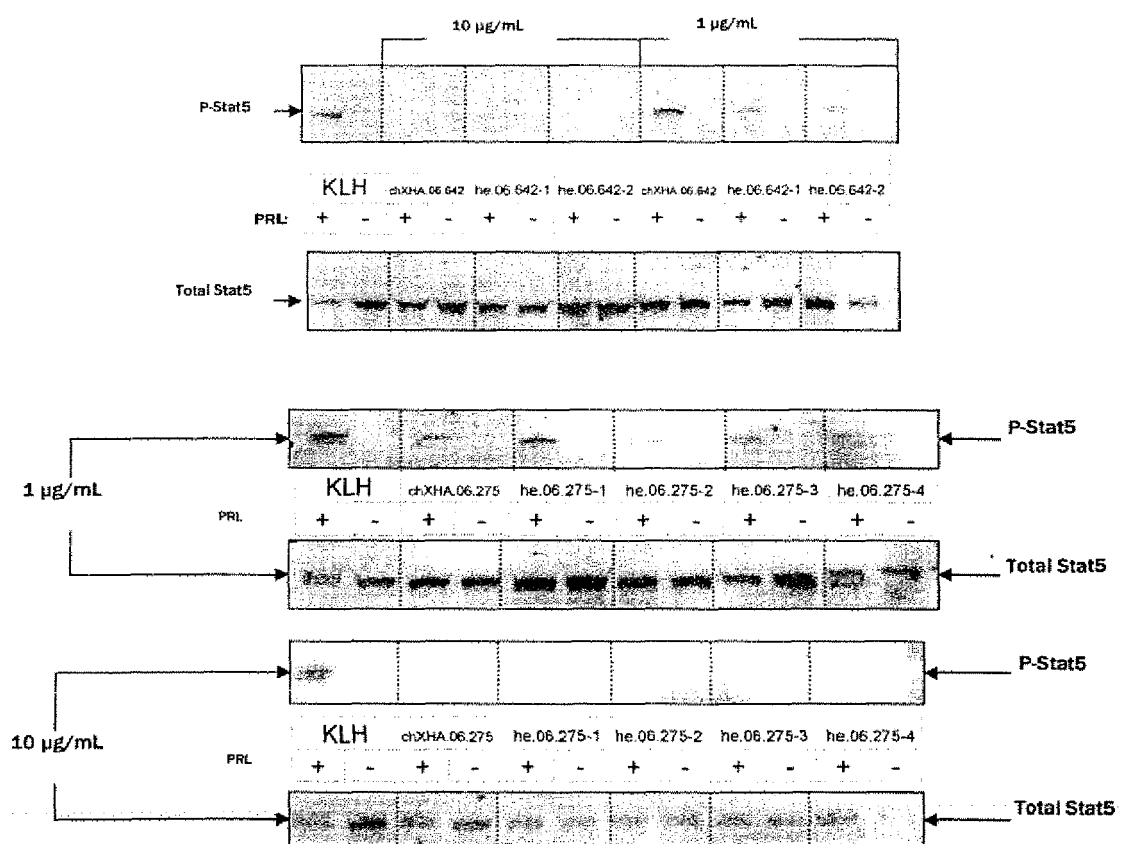 10 µg/mL 1 µg/mL
P-Stat5
KLH chXHA.06.642 he.06.642-1 he.06.642-2 chXHA.06.642 he.06.642-1 he.06.642-2
PRL: + - + - + - + - + - + - + -
Total Stat5
P-Stat5
1 µg/mL
KLH chXHA.06.275 he.06.275-1 he.06.275-2 he.06.275-3 he.06.275-4
PRL + - + - + - + - + - + -
Total Stat5
P-Stat5
10 µg/mL
KLH chXHA.06.275 he.06.275-1 he.06.275-2 he.06.275-3 he.06.275-4
PRL + - + - + - + - + - + -
Total Stat5